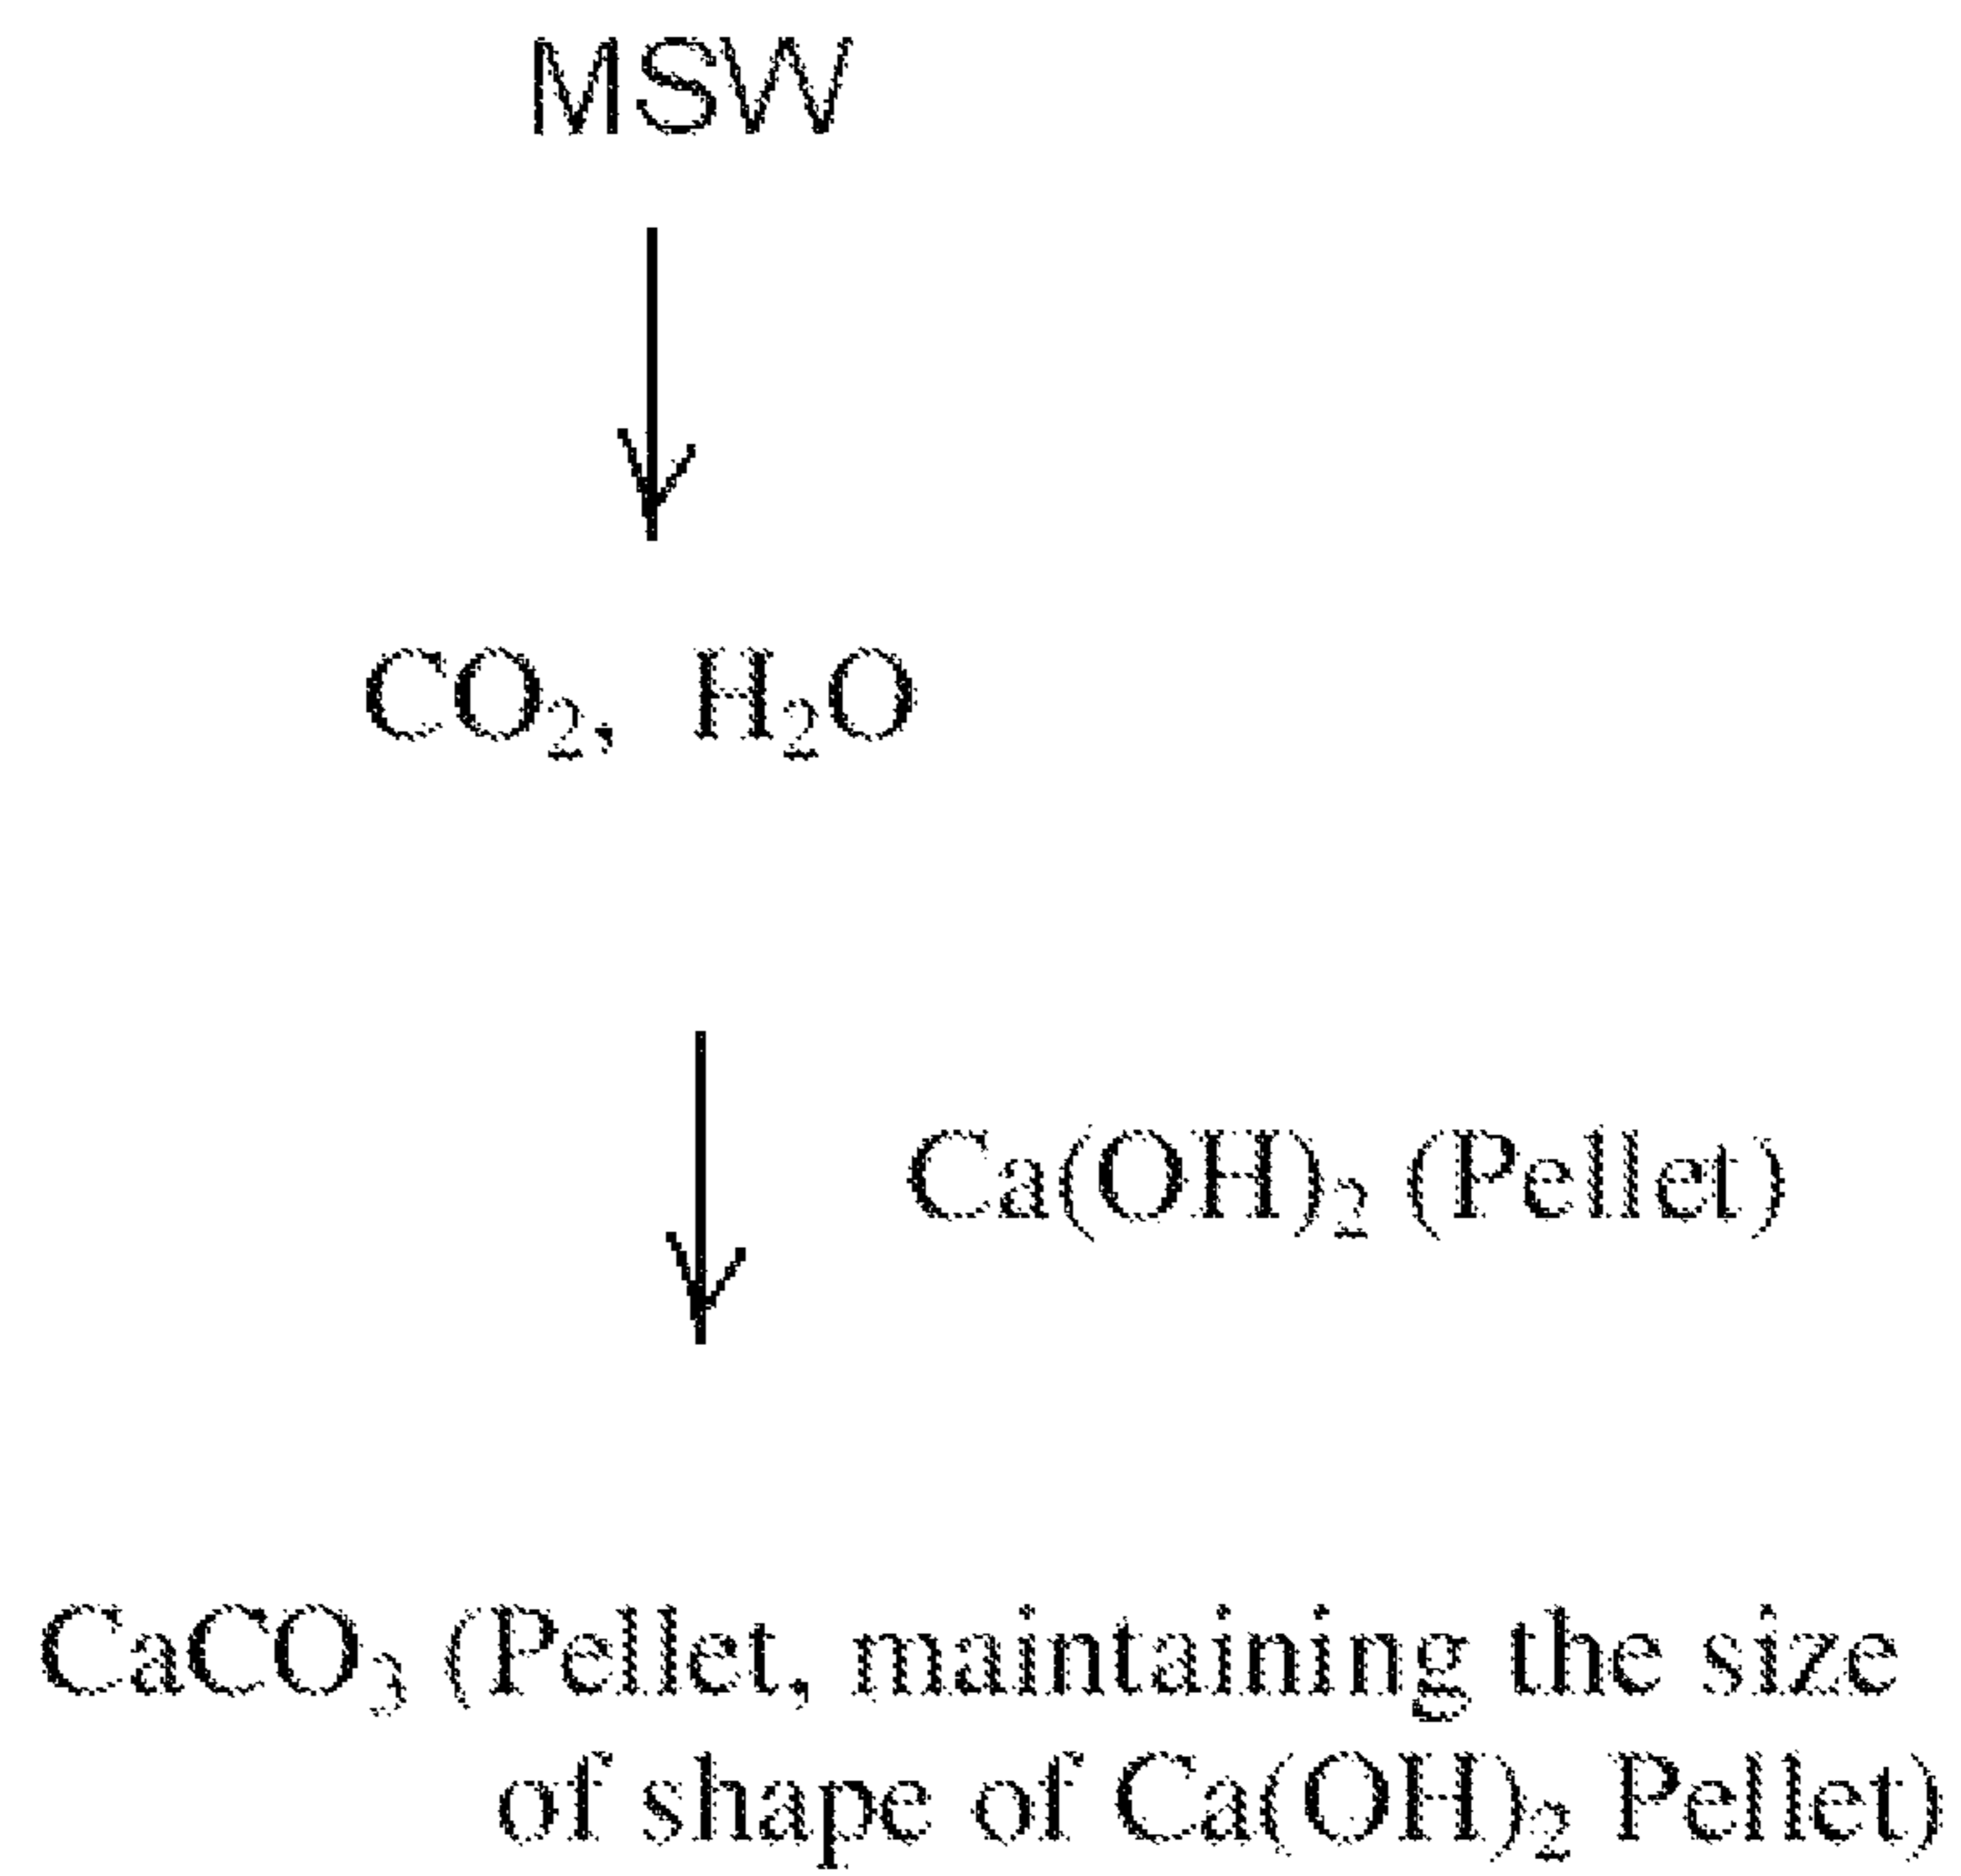 MSW
CO₂, H₂O
Ca(OH)₂ (Pellet)
CaCO₃ (Pellet, maintaining the size
of shape of Ca(OH)₂ Pellet)